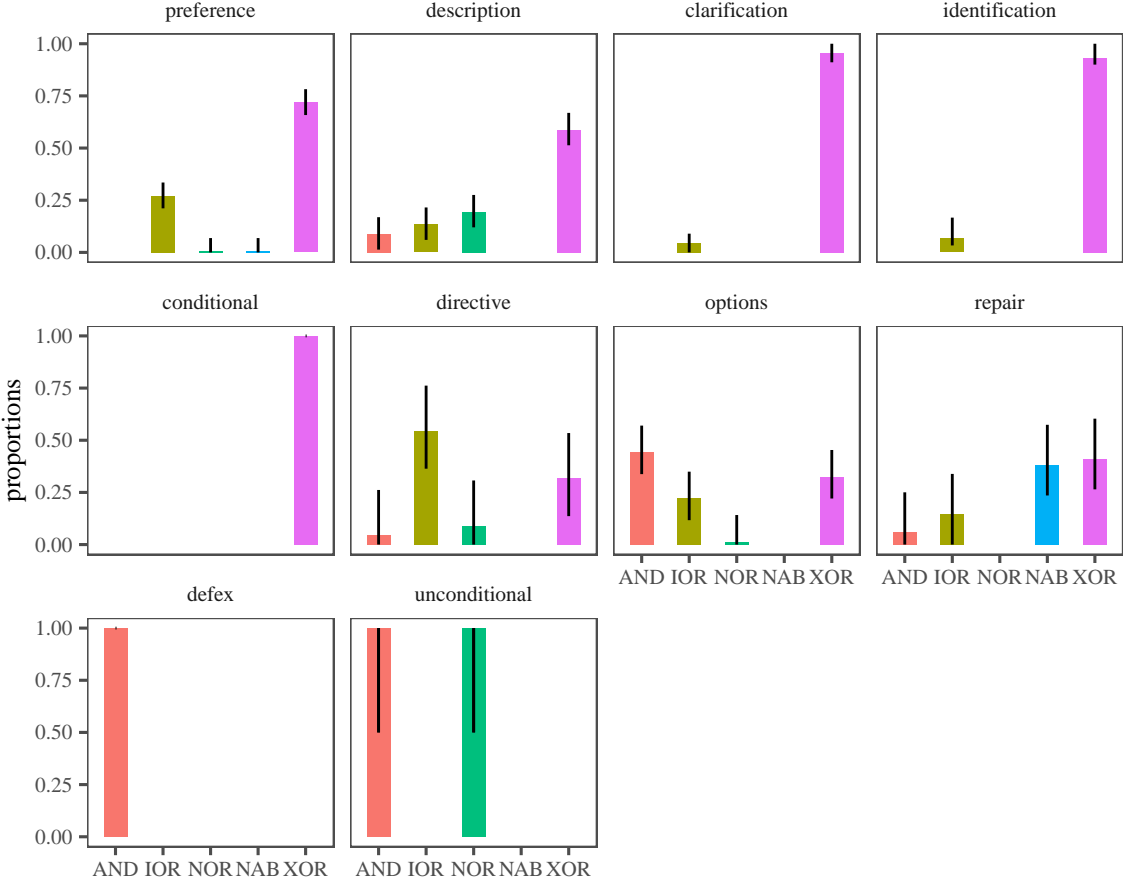 preference description clarification identification
1.00
0.75
0.50
0.25
0.00
conditional directive options repair
proportions
1.00
0.75
0.50
0.25
0.00
AND IOR NOR NAB XOR AND IOR NOR NAB XOR
defex unconditional
1.00
0.75
0.50
0.25
0.00
AND IOR NOR NAB XOR AND IOR NOR NAB XOR